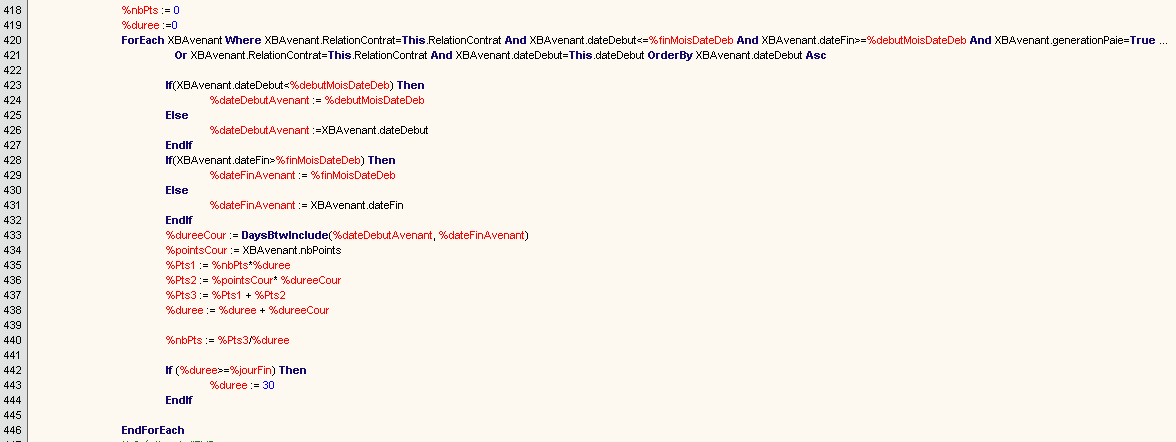 418 %nbPts := 0
419 %duree :=0
420 ForEach XBAvenant Where XBAvenant.RelationContrat=This.RelationContrat And XBAvenant.dateDebut<=%finMoisDateDeb And XBAvenant.dateFin>=%debutMoisDateDeb And XBAvenant.generationPaie=True ...
421 Or XBAvenant.RelationContrat=This.RelationContrat And XBAvenant.dateDebut=This.dateDebut OrderBy XBAvenant.dateDebut Asc
422
423 If(XBAvenant.dateDebut<%debutMoisDateDeb) Then
424 %dateDebutAvenant := %debutMoisDateDeb
425 Else
426 %dateDebutAvenant :=XBAvenant.dateDebut
427 EndIf
428 If(XBAvenant.dateFin>%finMoisDateDeb) Then
429 %dateFinAvenant := %finMoisDateDeb
430 Else
431 %dateFinAvenant := XBAvenant.dateFin
432 EndIf
433 %dureeCour := DaysBtwInclude(%dateDebutAvenant, %dateFinAvenant)
434 %pointsCour := XBAvenant.nbPoints
435 %Pts1 := %nbPts*%duree
436 %Pts2 := %pointsCour* %dureeCour
437 %Pts3 := %Pts1 + %Pts2
438 %duree := %duree + %dureeCour
439
440 %nbPts := %Pts3/%duree
441
442 If (%duree>=%jourFin) Then
443 %duree := 30
444 EndIf
445
446 EndForEach